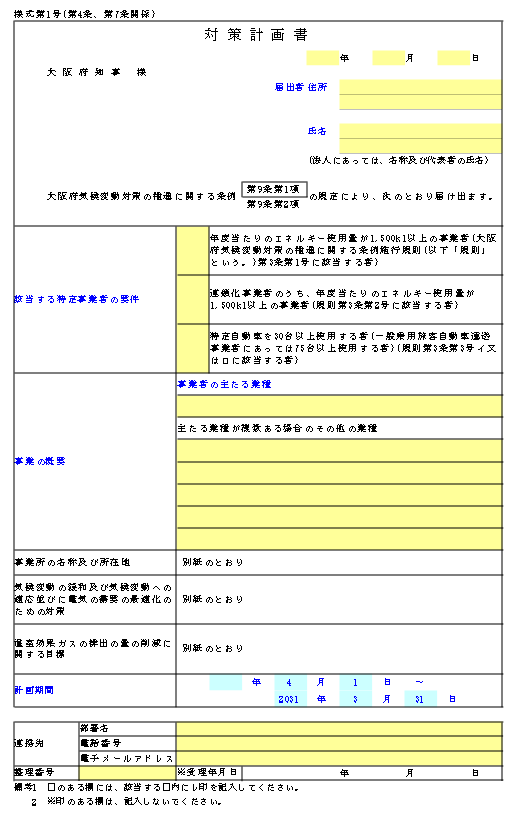 様式第1号(第4条、第7条関係)
対策計画書
年　月　日
大阪府知事　様
届出者 住所
氏名
(法人にあっては、名称及び代表者の氏名)
大阪府気候変動対策の推進に関する条例 第9条第1項 の規定により、次のとおり届け出ます。
第9条第2項
該当する特定事業者の要件
年度当たりのエネルギー使用量が1,500kl以上の事業者(大阪
府気候変動対策の推進に関する条例施行規則(以下「規則」
という。)第3条第1号に該当する者)
連鎖化事業者のうち、年度当たりのエネルギー使用量が
1,500kl以上の事業者(規則第3条第2号に該当する者)
特定自動車を30台以上使用する者(一般乗用旅客自動車運送
事業者にあっては75台以上使用する者)(規則第3条第3号イ又
はロに該当する者)
事業の概要
事業者の主たる業種
主たる業種が複数ある場合のその他の業種
事業所の名称及び所在地　別紙のとおり
気候変動の緩和及び気候変動への
適応並びに電気の需要の最適化の
ための対策
別紙のとおり
温室効果ガスの排出の量の削減に
関する目標
別紙のとおり
計画期間
年 4 月 1 日 ～
2031 年 3 月 31 日
連絡先
部署名
電話番号
電子メールアドレス
整理番号　※受理年月日　年　月　日
備考1　□のある欄には、該当する□内にレ印を記入してください。
2　※印のある欄は、記入しないでください。